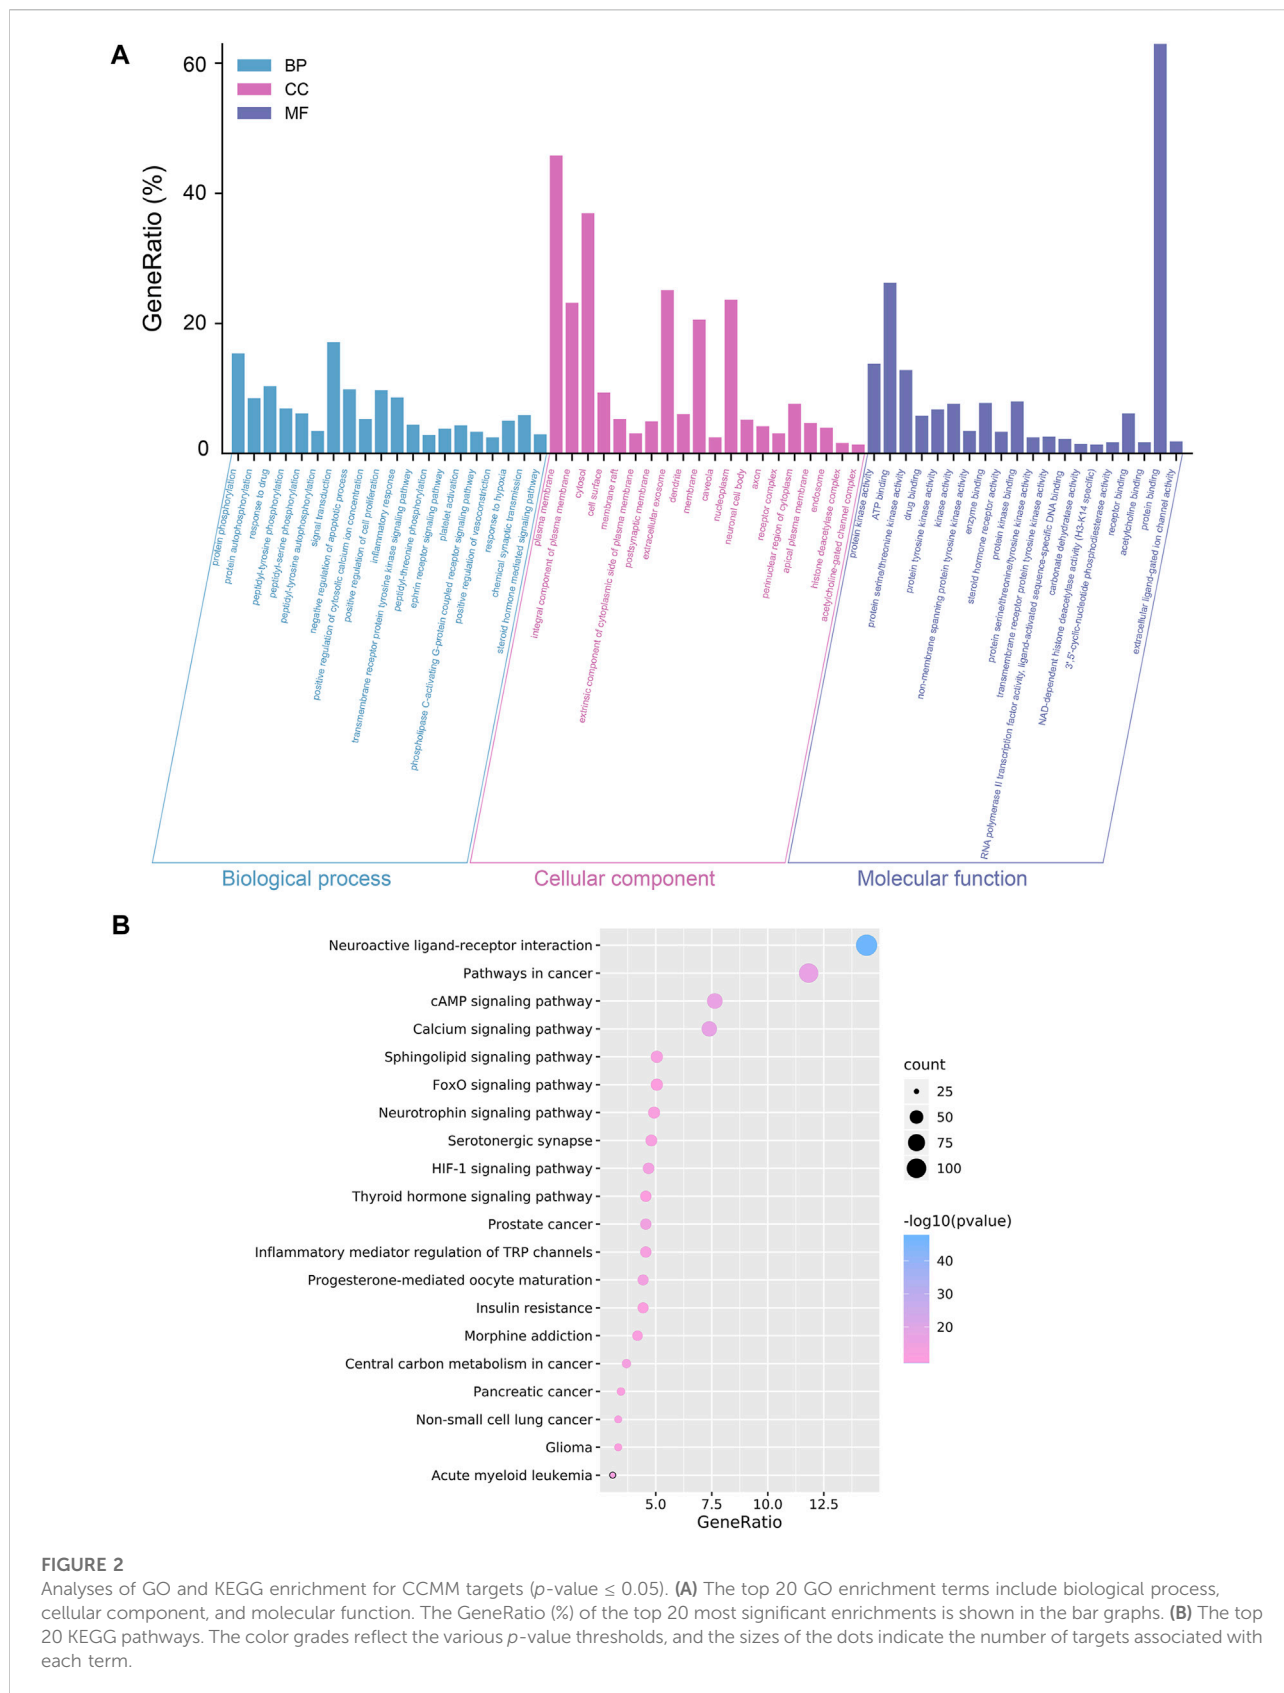 A
GeneRatio (%)
60
40
20
0
BP
CC
MF
protein phosphorylation
protein autophosphorylation
response to drug
peptidyl-tyrosine phosphorylation
peptidyl-serine phosphorylation
peptidyl-tyrosine autophosphorylation
signal transduction
negative regulation of apoptotic process
positive regulation of cytosolic calcium ion concentration
positive regulation of cell proliferation
inflammatory response
transmembrane receptor protein tyrosine kinase signaling pathway
peptidyl-threonine phosphorylation
ephrin receptor signaling pathway
platelet activation
phospholipase C-activating G-protein coupled receptor signaling pathway
positive regulation of vasoconstriction
response to hypoxia
chemical synaptic transmission
steroid hormone mediated signaling pathway
plasma membrane
integral component of plasma membrane
cytosol
cell surface
membrane raft
extrinsic component of cytoplasmic side of plasma membrane
postsynaptic membrane
extracellular exosome
dendrite
membrane
caveola
nucleoplasm
neuronal cell body
axon
receptor complex
perinuclear region of cytoplasm
apical plasma membrane
endosome
histone deacetylase complex
acetylcholine-gated channel complex
protein kinase activity
ATP binding
protein serine/threonine kinase activity
drug binding
protein tyrosine kinase activity
kinase activity
non-membrane spanning protein tyrosine kinase activity
enzyme binding
steroid hormone receptor activity
protein kinase binding
protein serine/threonine/tyrosine kinase activity
transmembrane receptor protein tyrosine kinase activity
RNA polymerase II transcription factor activity, ligand-activated sequence-specific DNA binding
carbonate dehydratase activity
NAD-dependent histone deacetylase activity (H3-K14 specific)
3',5'-cyclic-nucleotide phosphodiesterase activity
receptor binding
acetylcholine binding
protein binding
extracellular ligand-gated ion channel activity
Biological process
Cellular component
Molecular function
B
Neuroactive ligand-receptor interaction
Pathways in cancer
cAMP signaling pathway
Calcium signaling pathway
Sphingolipid signaling pathway
FoxO signaling pathway
Neurotrophin signaling pathway
Serotonergic synapse
HIF-1 signaling pathway
Thyroid hormone signaling pathway
Prostate cancer
Inflammatory mediator regulation of TRP channels
Progesterone-mediated oocyte maturation
Insulin resistance
Morphine addiction
Central carbon metabolism in cancer
Pancreatic cancer
Non-small cell lung cancer
Glioma
Acute myeloid leukemia
5.0 7.5 10.0 12.5
GeneRatio
count
25
50
75
100
-log10(pvalue)
40
30
20
FIGURE 2
Analyses of GO and KEGG enrichment for CCMM targets (p-value ≤ 0.05). (A) The top 20 GO enrichment terms include biological process,
cellular component, and molecular function. The GeneRatio (%) of the top 20 most significant enrichments is shown in the bar graphs. (B) The top
20 KEGG pathways. The color grades reflect the various p-value thresholds, and the sizes of the dots indicate the number of targets associated with
each term.